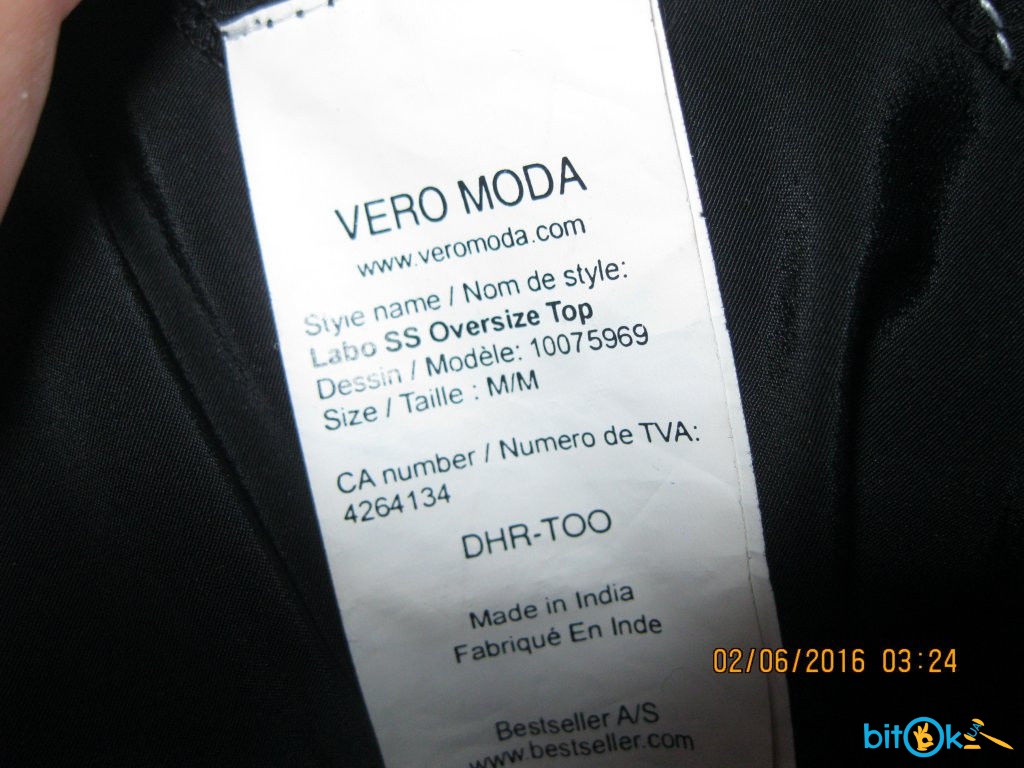 VERO MODA
www.veromoda.com
Style name / Nom de style:
Labo SS Oversize Top
Dessin / Modèle: 10075969
Size / Taille : M/M
CA number / Numero de TVA:
4264134
DHR-TOO
Made in India
Fabriqué En Inde
Bestseller A/S
www.bestseller.com
02/06/2016 03:24
bitOk UA